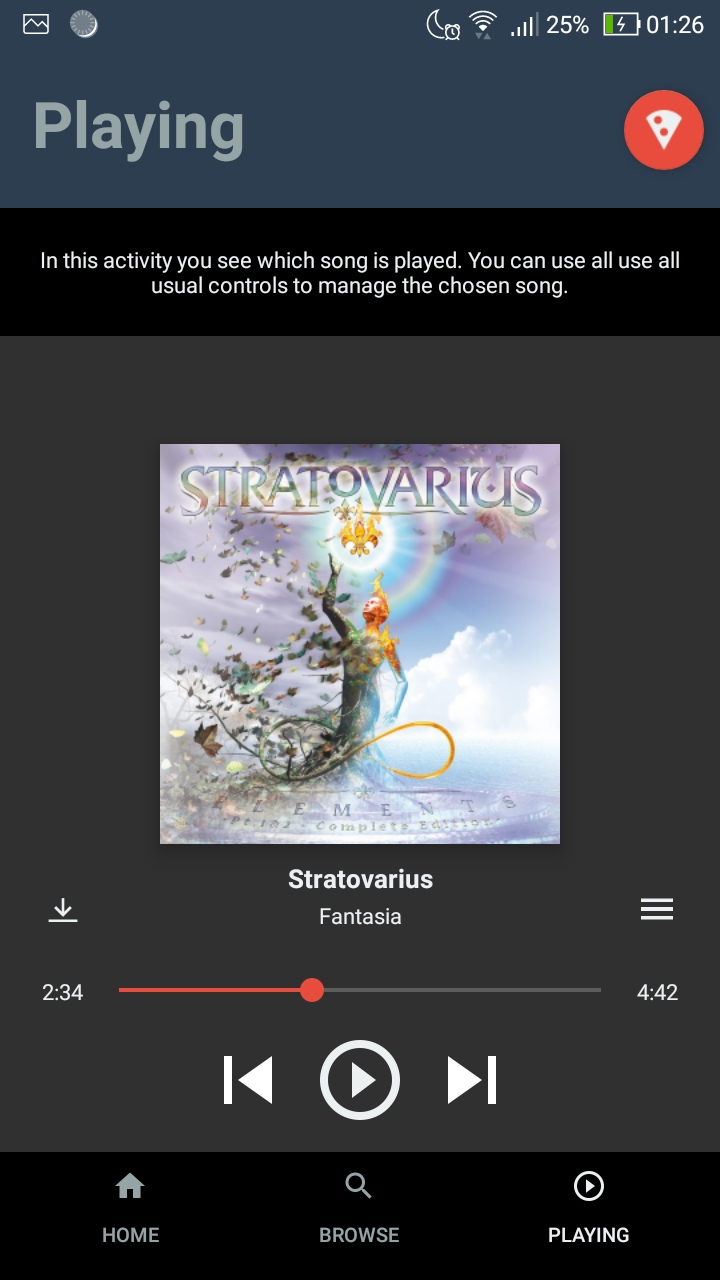 25% 01:26
Playing
In this activity you see which song is played. You can use all use all
usual controls to manage the chosen song.
STRATOVARIUS
ELEMENTS
Pt. 1&2 - Complete Edition
Stratovarius
Fantasia
2:34 4:42
HOME BROWSE PLAYING